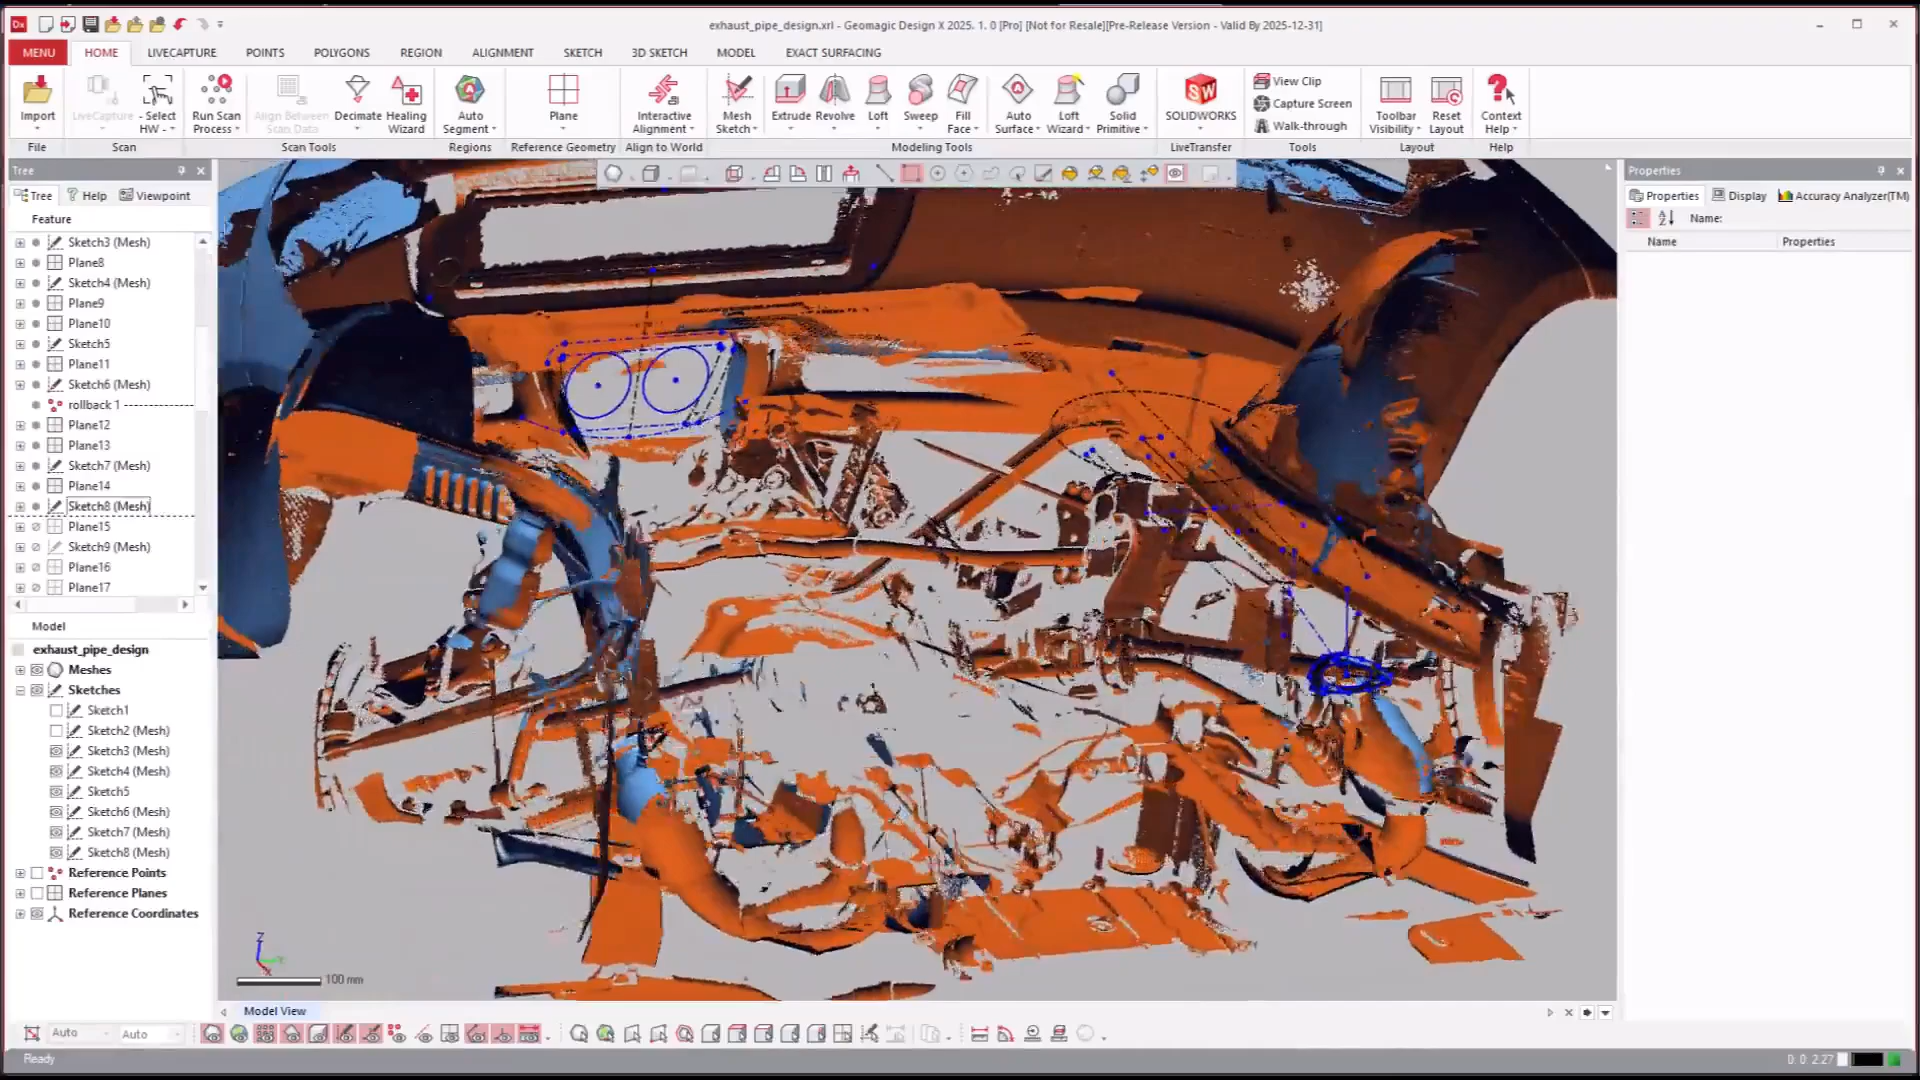 exhaust_pipe_design.xrl - Geomagic Design X 2025. 1. 0 [Pro] [Not for Resale][Pre-Release Version - Valid By 2025-12-31]
MENU HOME LIVECAPTURE POINTS POLYGONS REGION ALIGNMENT SKETCH 3D SKETCH MODEL EXACT SURFACING
Import
LiveCapture
- Select HW -
Run Scan Process
Align Between Scan Data
Decimate
Healing Wizard
Auto Segment
Plane
Interactive Alignment
Mesh Sketch
Extrude
Revolve
Loft
Sweep
Fill Face
Auto Surface
Loft Wizard
Solid Primitive
SOLIDWORKS
View Clip
Capture Screen
Walk-through
Toolbar Visibility
Reset Layout
Context Help
File Scan Scan Tools Regions Reference Geometry Align to World Modeling Tools LiveTransfer Tools Layout Help
Tree
Tree Help Viewpoint
Feature
Sketch3 (Mesh)
Plane8
Sketch4 (Mesh)
Plane9
Plane10
Sketch5
Plane11
Sketch6 (Mesh)
rollback 1
Plane12
Plane13
Sketch7 (Mesh)
Plane14
Sketch8 (Mesh)
Plane15
Sketch9 (Mesh)
Plane16
Plane17
Model
exhaust_pipe_design
Meshes
Sketches
Sketch1
Sketch2 (Mesh)
Sketch3 (Mesh)
Sketch4 (Mesh)
Sketch5
Sketch6 (Mesh)
Sketch7 (Mesh)
Sketch8 (Mesh)
Reference Points
Reference Planes
Reference Coordinates
Z
Y
X
100 mm
Model View
Properties
Properties Display Accuracy Analyzer(TM)
Name:
Name Properties
Auto Auto
Ready
0 0 2.27